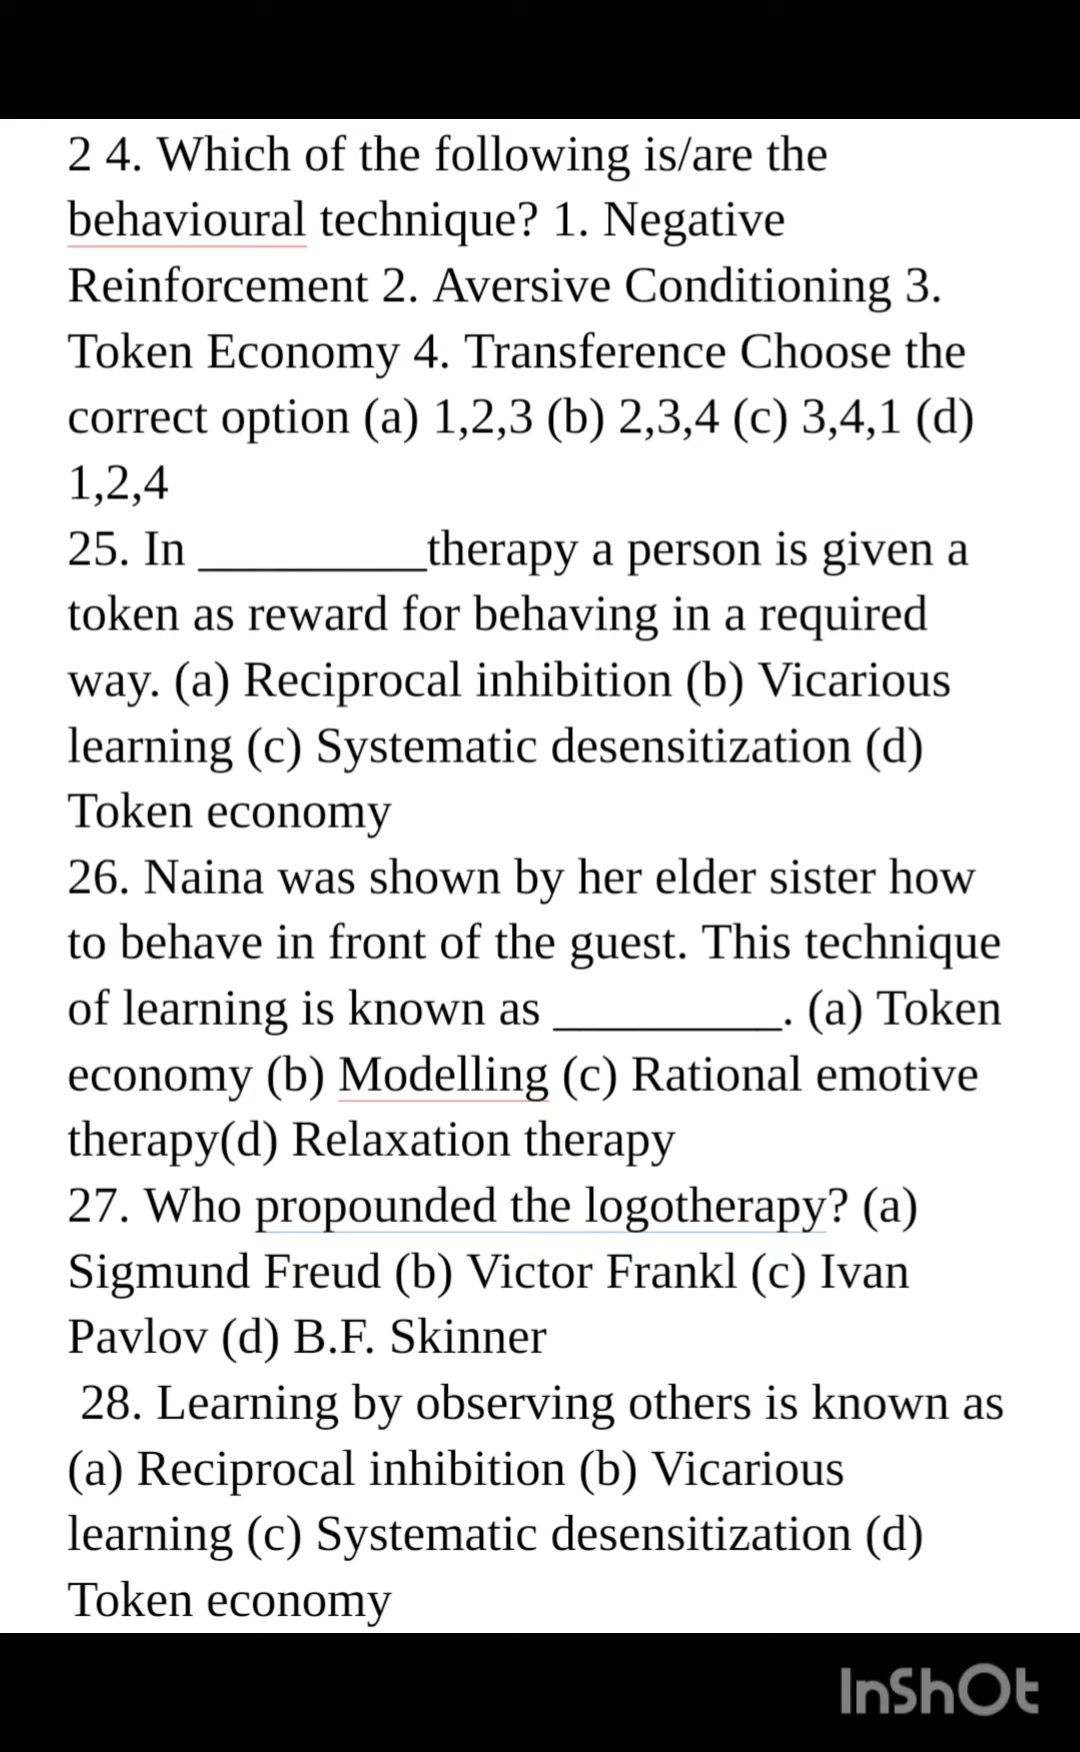 2 4. Which of the following is/are the
behavioural technique? 1. Negative
Reinforcement 2. Aversive Conditioning 3.
Token Economy 4. Transference Choose the
correct option (a) 1,2,3 (b) 2,3,4 (c) 3,4,1 (d)
1,2,4
25. In _________therapy a person is given a
token as reward for behaving in a required
way. (a) Reciprocal inhibition (b) Vicarious
learning (c) Systematic desensitization (d)
Token economy
26. Naina was shown by her elder sister how
to behave in front of the guest. This technique
of learning is known as _________. (a) Token
economy (b) Modelling (c) Rational emotive
therapy(d) Relaxation therapy
27. Who propounded the logotherapy? (a)
Sigmund Freud (b) Victor Frankl (c) Ivan
Pavlov (d) B.F. Skinner
28. Learning by observing others is known as
(a) Reciprocal inhibition (b) Vicarious
learning (c) Systematic desensitization (d)
Token economy
InShOt